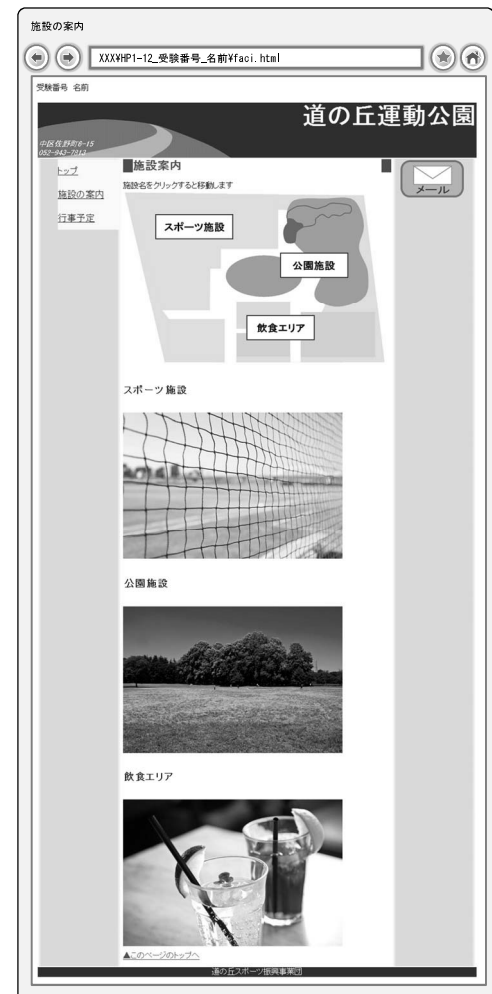 施設の案内
XXX¥HP1-12_受験番号_名前¥faci.html
受験番号 名前
道の丘運動公園
中区佐野町6-15
052-943-7912
トップ
施設の案内
行事予定
施設案内
施設名をクリックすると移動します
スポーツ施設
公園施設
飲食エリア
メール
スポーツ施設
公園施設
飲食エリア
▲このページのトップへ
道の丘スポーツ振興事業団